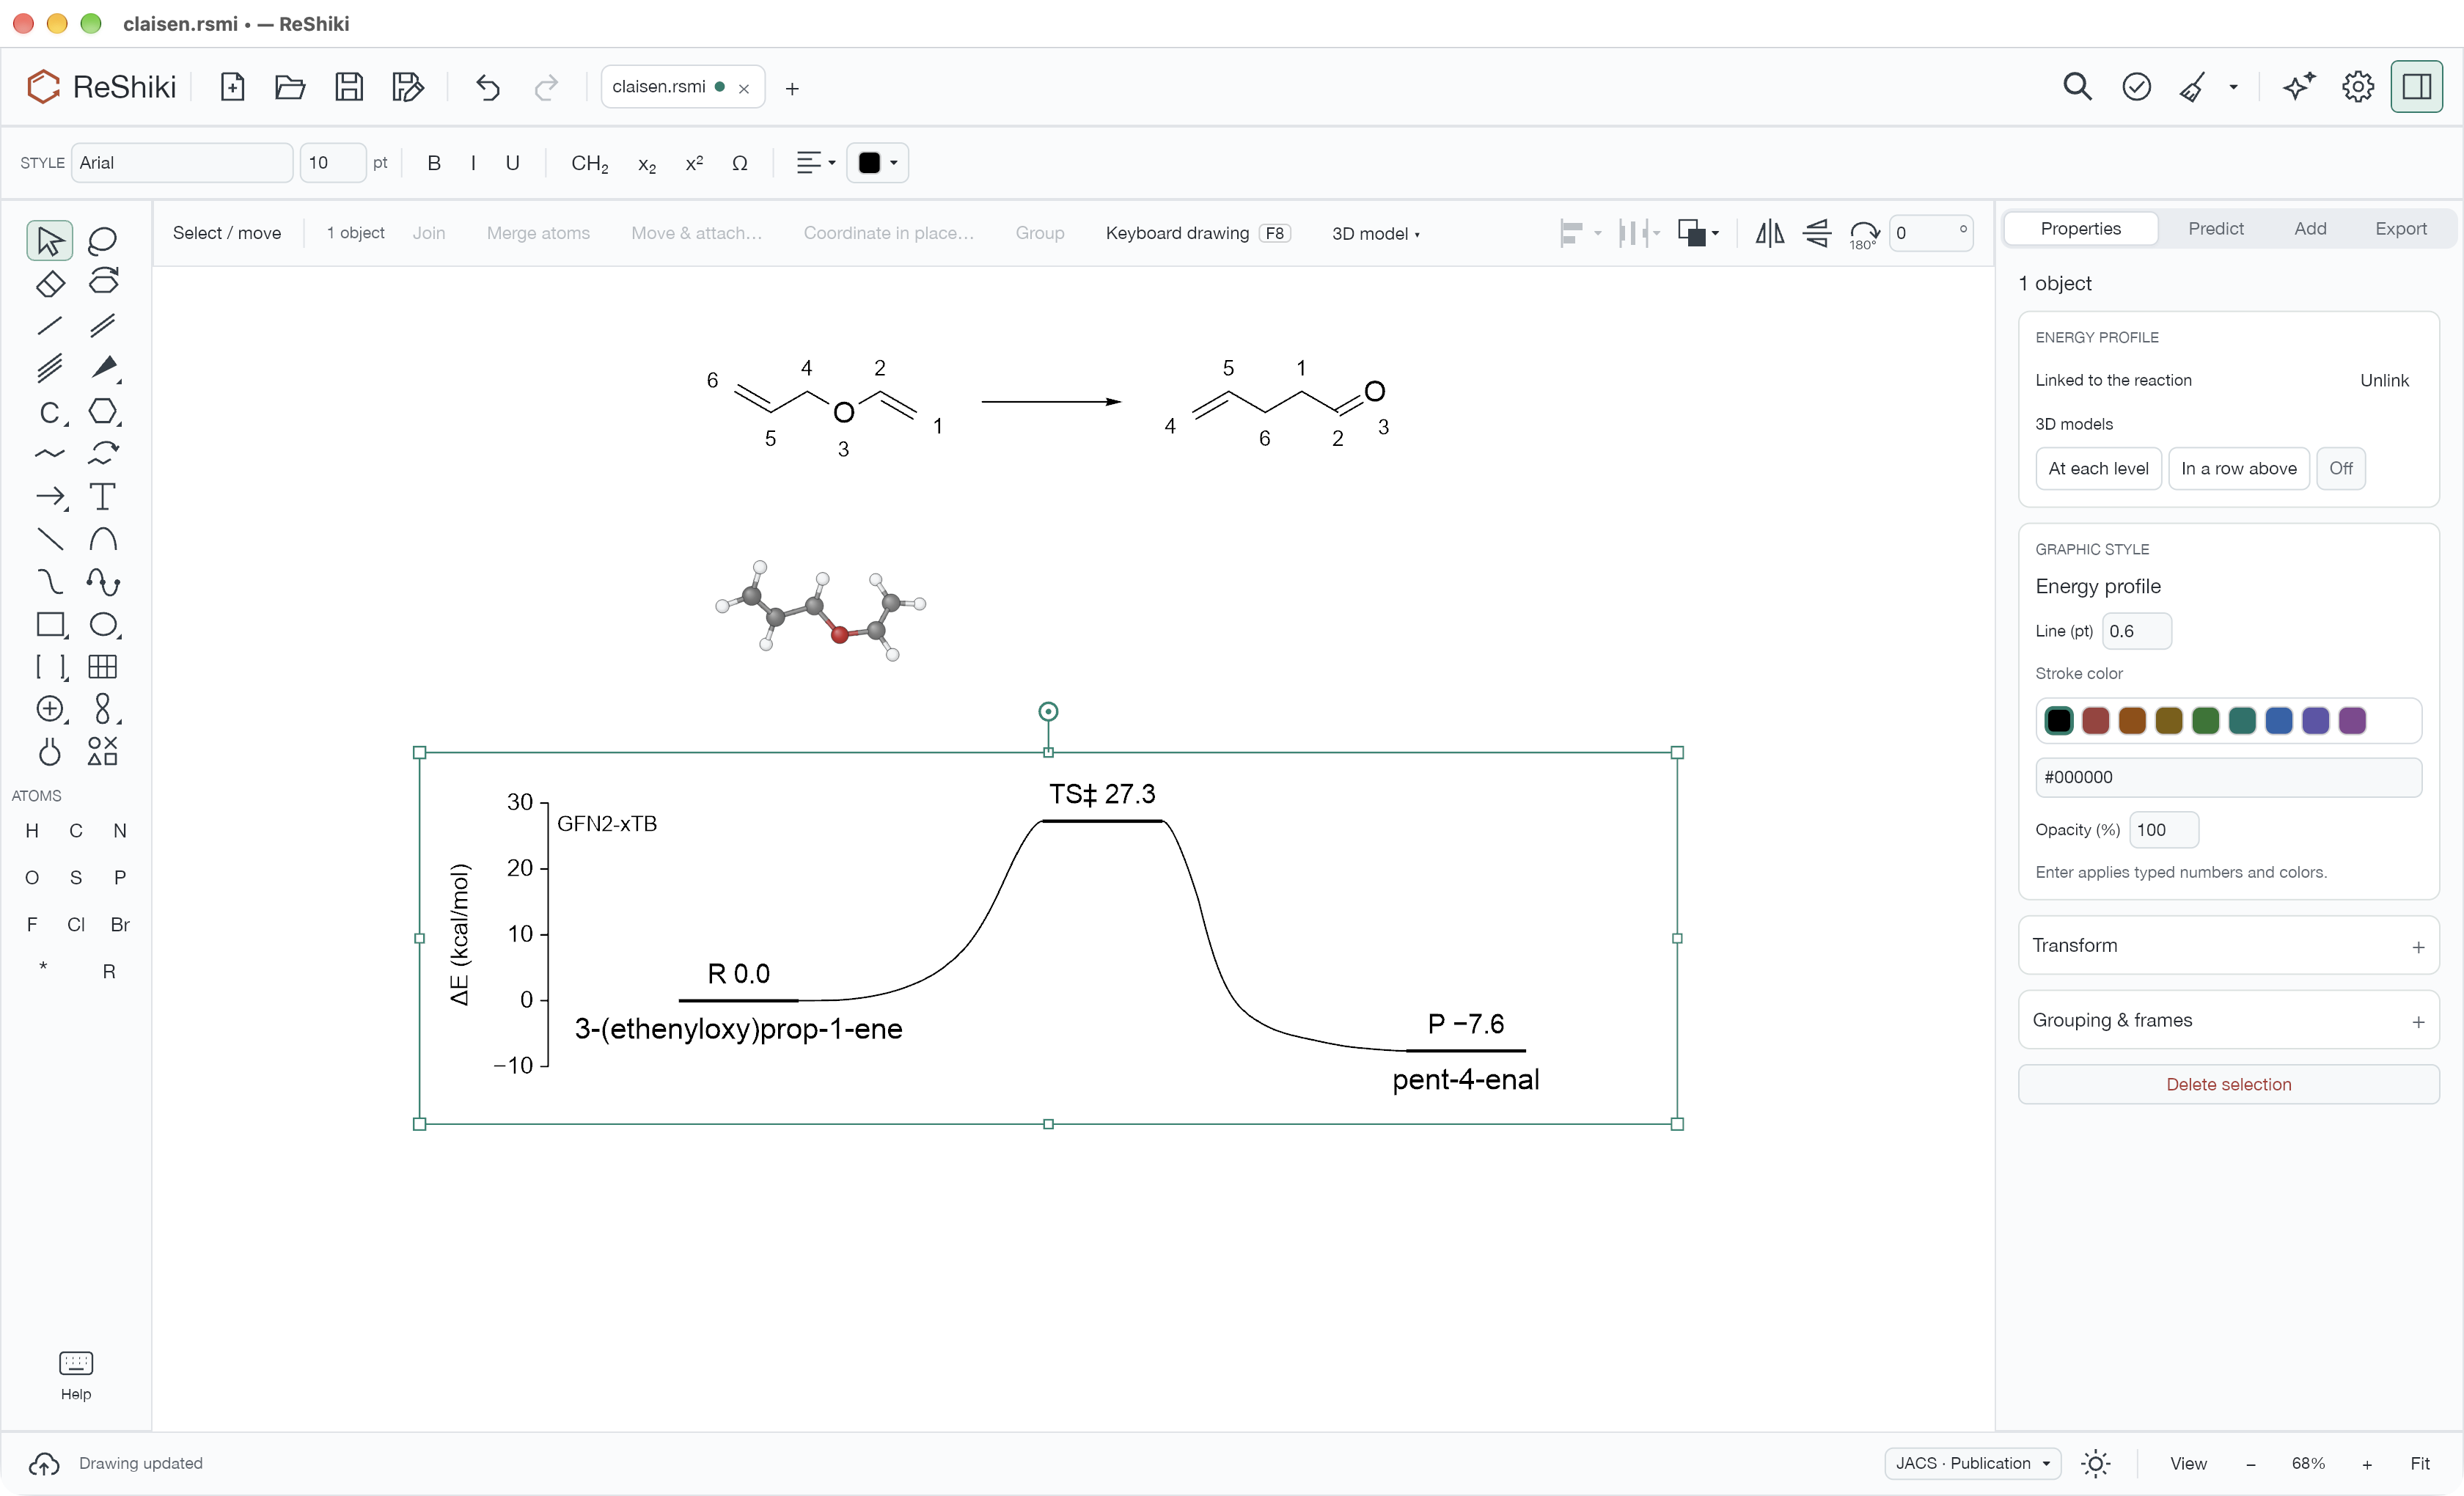 claisen.rsmi • — ReShiki
ReShiki
claisen.rsmi
STYLE Arial 10 pt B I U CH₂ x₂ x² Ω
Select / move 1 object Join Merge atoms Move & attach... Coordinate in place... Group Keyboard drawing F8 3D model 180° 0 °
Properties Predict Add Export
1 object
ENERGY PROFILE
Linked to the reaction Unlink
3D models
At each level In a row above Off
GRAPHIC STYLE
Energy profile
Line (pt) 0.6
Stroke color
#000000
Opacity (%) 100
Enter applies typed numbers and colors.
Transform +
Grouping & frames +
Delete selection
C
T
ATOMS
H C N
O S P
F Cl Br
* R
Help
6 4 2
O
5 3 1
5 1
O
4 6 2 3
TS‡ 27.3
30
GFN2-xTB
20
ΔE (kcal/mol)
10
R 0.0
0
3-(ethenyloxy)prop-1-ene
P −7.6
−10
pent-4-enal
Drawing updated
JACS · Publication View − 68% + Fit